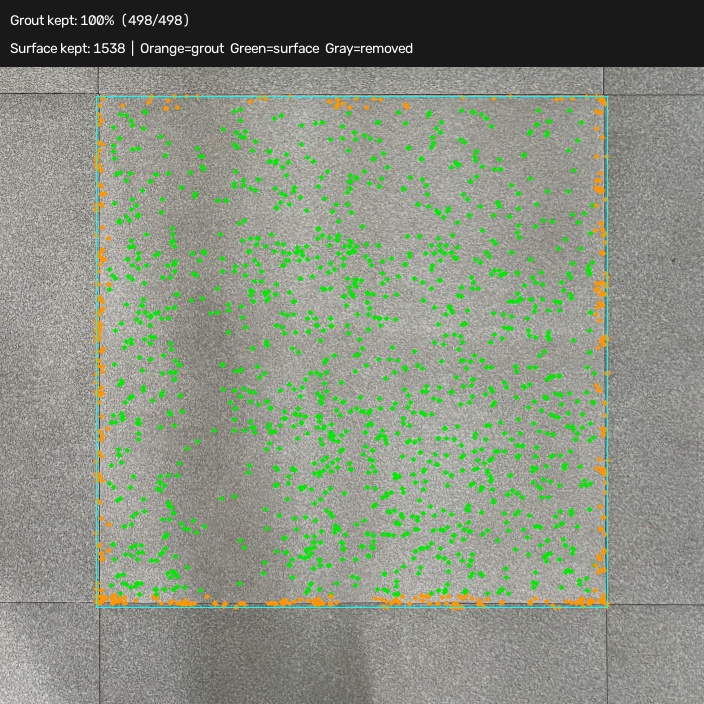 Grout kept: 100%  (498/498)
Surface kept: 1538  |  Orange=grout  Green=surface  Gray=removed